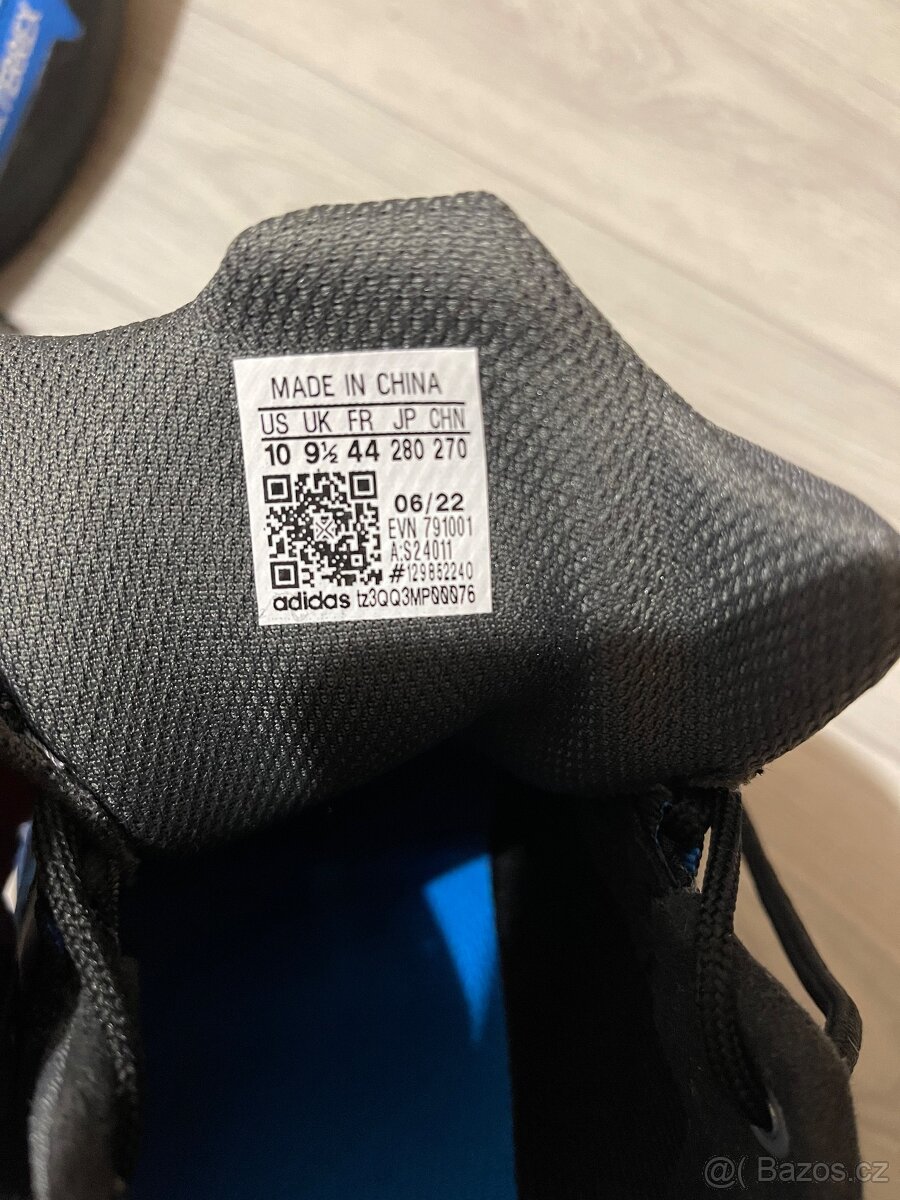 MADE IN CHINA
US UK FR JP CHN
10 9½ 44 280 270
06/22
EVN 791001
A:S24011
#129852240
adidas tz3QQ3MP00076
@( Bazos.cz